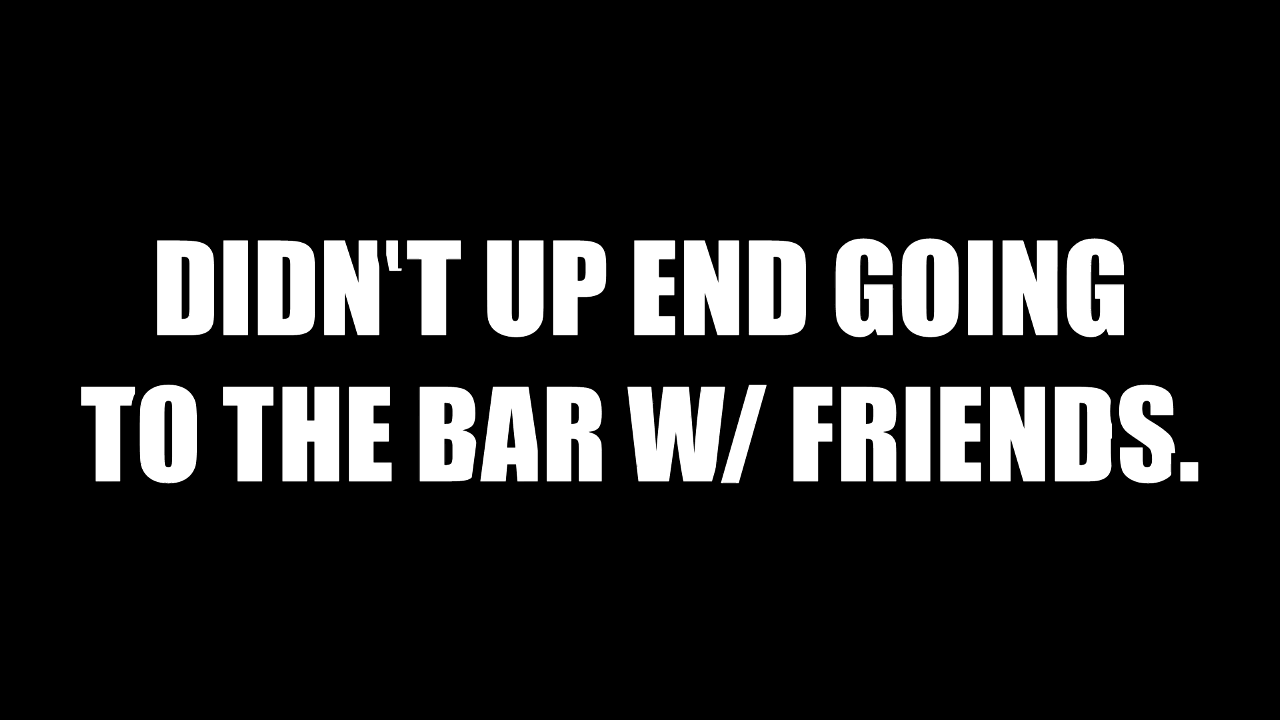 DIDN'T UP END GOING
TO THE BAR W/ FRIENDS.